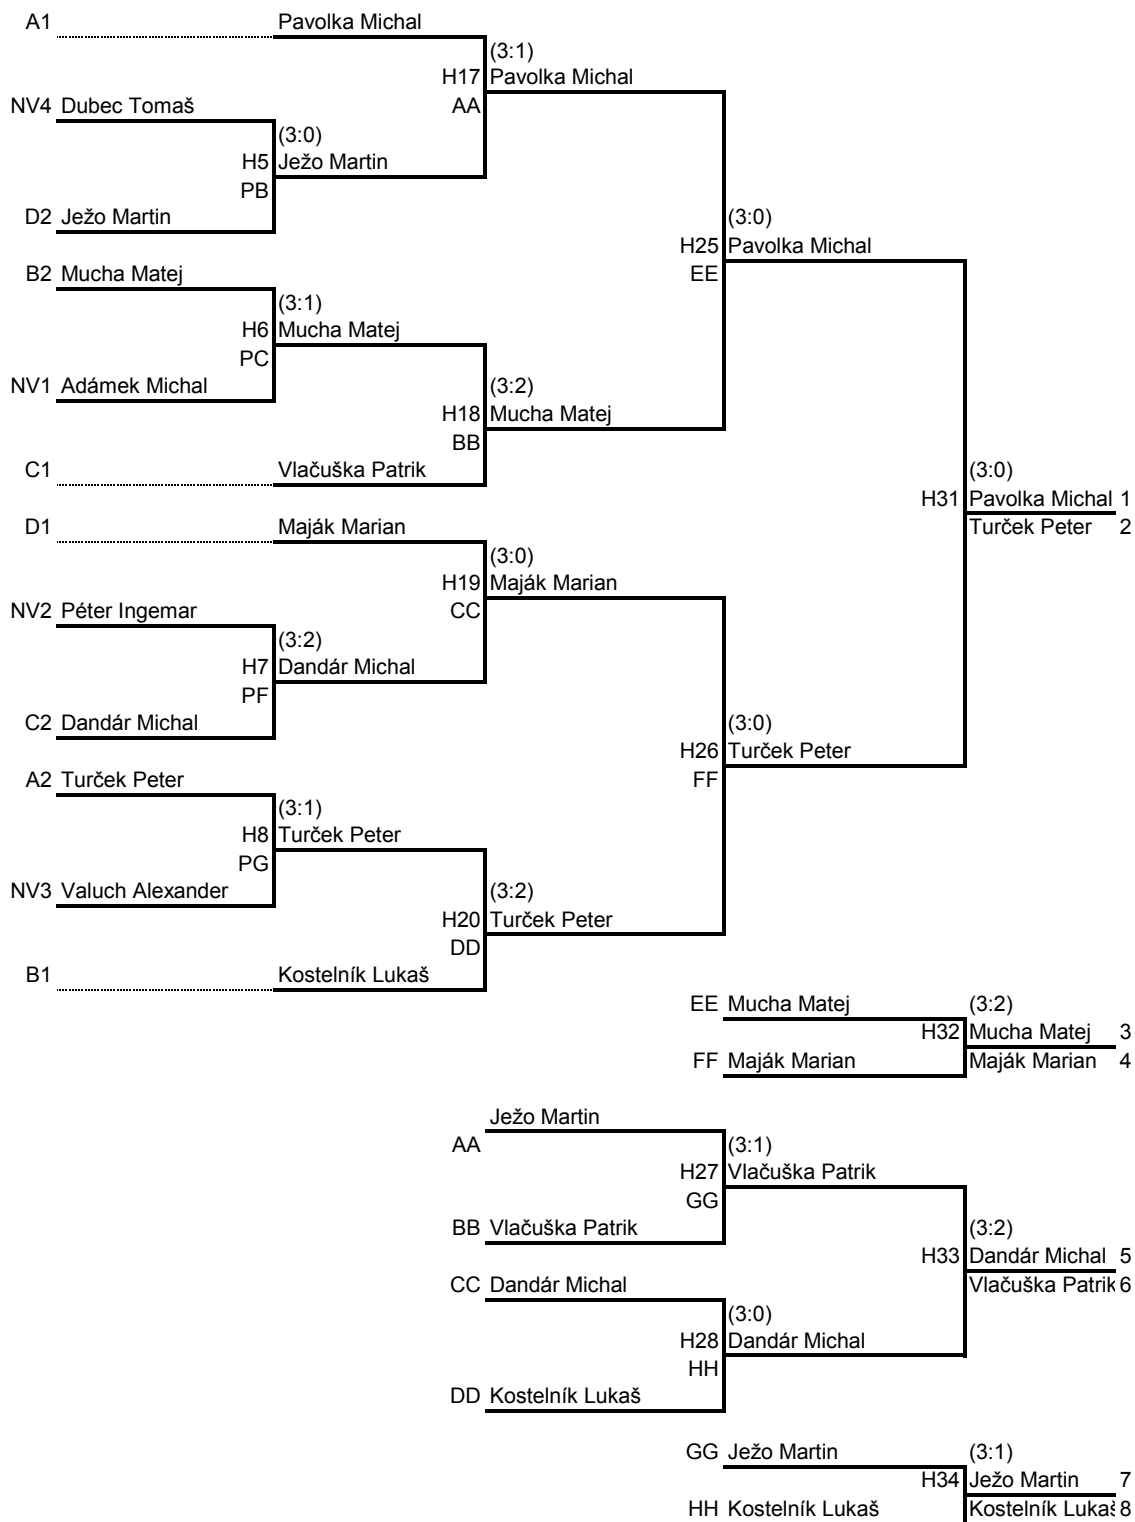 A1 Pavolka Michal
(3:1)
H17 Pavolka Michal
NV4 Dubec Tomaš AA
(3:0)
H5 Ježo Martin
PB
D2 Ježo Martin
(3:0)
H25 Pavolka Michal
B2 Mucha Matej EE
(3:1)
H6 Mucha Matej
PC
NV1 Adámek Michal (3:2)
H18 Mucha Matej
BB
C1 Vlačuška Patrik (3:0)
H31 Pavolka Michal 1
D1 Maják Marian Turček Peter 2
(3:0)
H19 Maják Marian
NV2 Péter Ingemar CC
(3:2)
H7 Dandár Michal
PF
C2 Dandár Michal (3:0)
H26 Turček Peter
A2 Turček Peter FF
(3:1)
H8 Turček Peter
PG
NV3 Valuch Alexander (3:2)
H20 Turček Peter
DD
B1 Kostelník Lukaš
EE Mucha Matej (3:2)
H32 Mucha Matej 3
FF Maják Marian Maják Marian 4
Ježo Martin
AA (3:1)
H27 Vlačuška Patrik
GG
BB Vlačuška Patrik (3:2)
H33 Dandár Michal 5
CC Dandár Michal Vlačuška Patrik 6
(3:0)
H28 Dandár Michal
HH
DD Kostelník Lukaš
GG Ježo Martin (3:1)
H34 Ježo Martin 7
HH Kostelník Lukaš Kostelník Lukaš 8